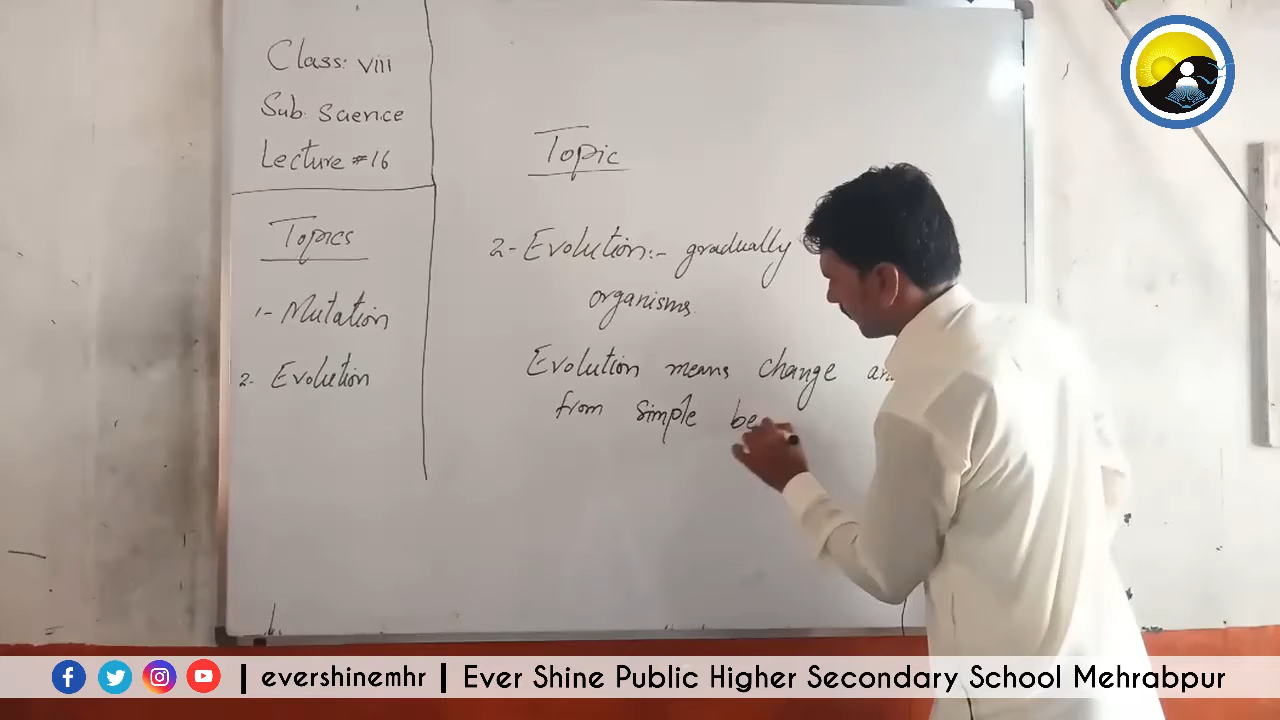 Class: viii
Sub. Science
Lecture #16
Topics
1- Mutation
2. Evolution
Topic
2- Evolution:- gradually
organisms.
Evolution means change an
from simple be
| evershinemhr | Ever Shine Public Higher Secondary School Mehrabpur